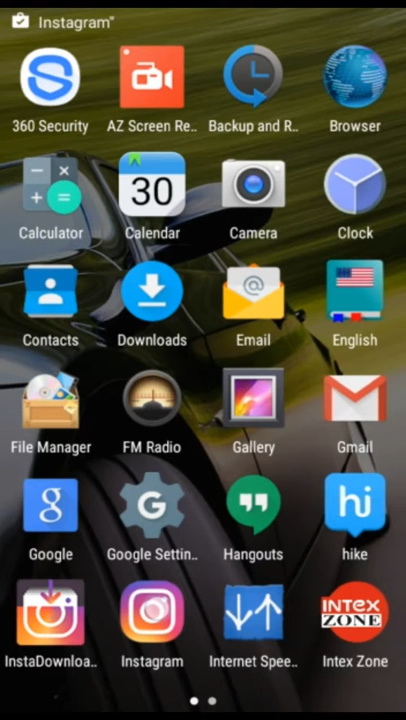 Instagram"
360 Security
AZ Screen Re..
Backup and R..
Browser
30
Calculator
Calendar
Camera
Clock
Contacts
Downloads
Email
English
File Manager
FM Radio
Gallery
Gmail
g
G
hi
Google
Google Settin..
Hangouts
hike
INTEX
ZONE
InstaDownloa..
Instagram
Internet Spee..
Intex Zone